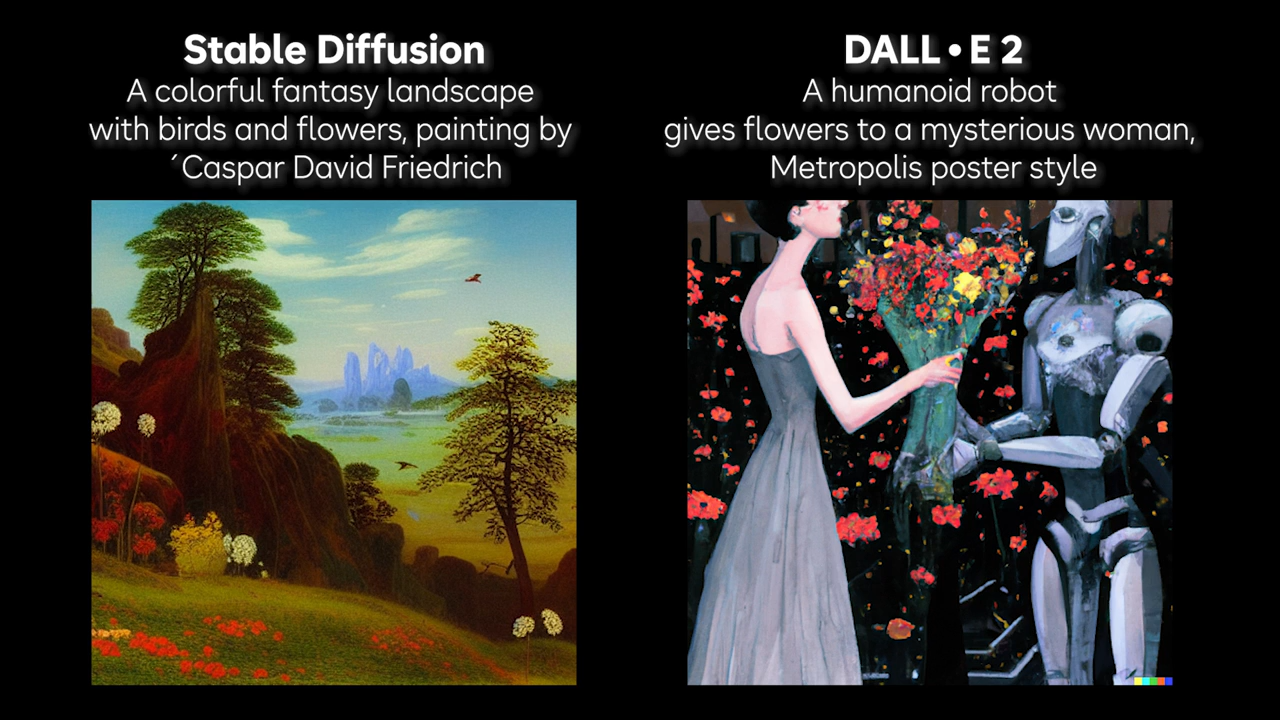 Stable Diffusion
A colorful fantasy landscape
with birds and flowers, painting by
´Caspar David Friedrich
DALL•E 2
A humanoid robot
gives flowers to a mysterious woman,
Metropolis poster style